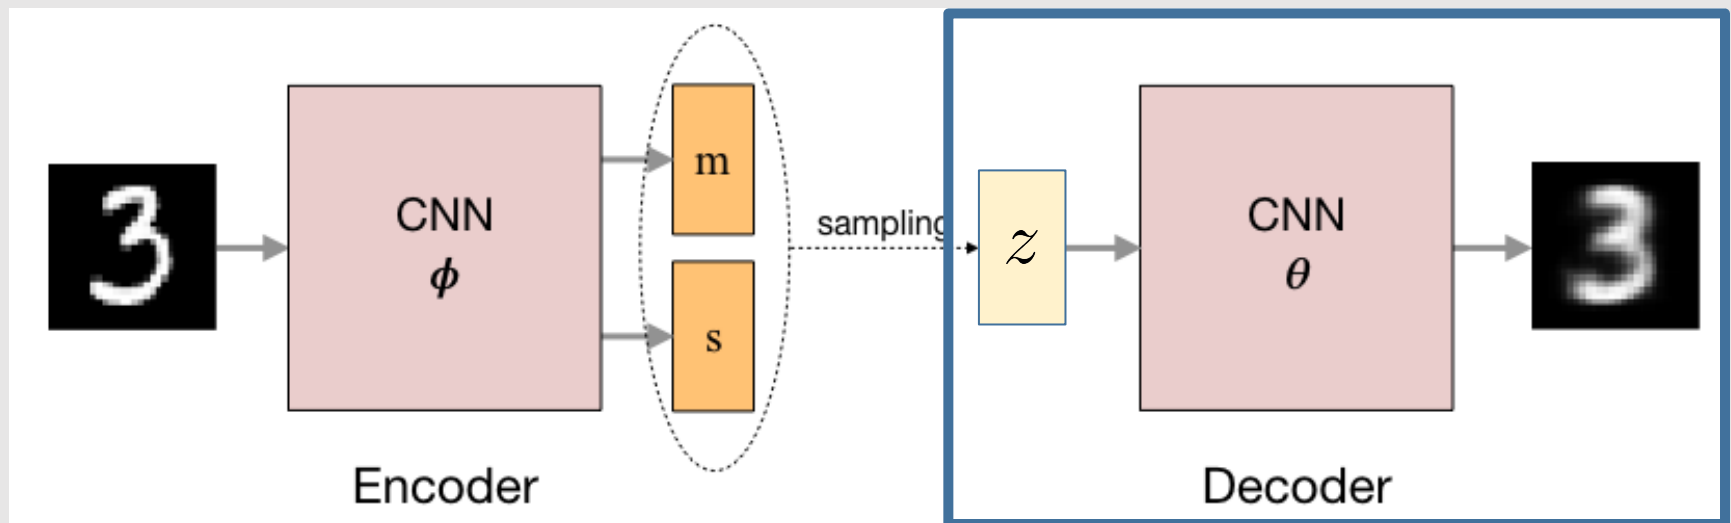 CNN
ϕ
m
s
sampling
z
CNN
θ
3
3
Encoder
Decoder